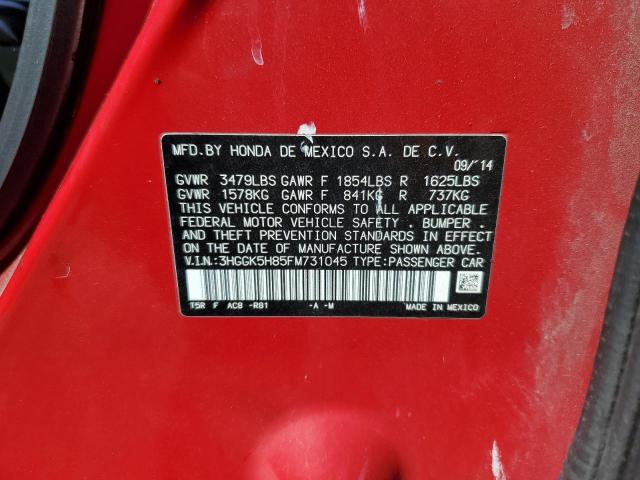 MFD.BY HONDA DE MEXICO S.A. DE C.V.
09/'14
GVWR 3479LBS GAWR F 1854LBS R 1625LBS
GVWR 1578KG GAWR F 841KG R 737KG
THIS VEHICLE CONFORMS TO ALL APPLICABLE
FEDERAL MOTOR VEHICLE SAFETY, BUMPER,
AND THEFT PREVENTION STANDARDS IN EFFECT
ON THE DATE OF MANUFACTURE SHOWN ABOVE.
V.I.N.:3HGGK5H85FM731045 TYPE:PASSENGER CAR
T5R F AC8 -R81 -A -M MADE IN MEXICO